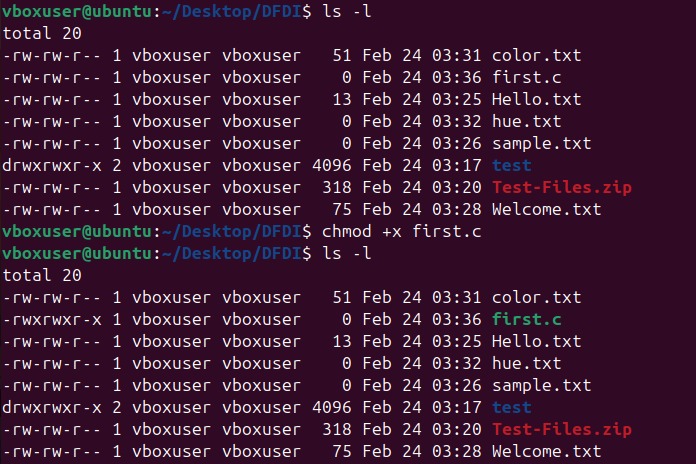 vboxuser@ubuntu:~/Desktop/DFDI$ ls -l
total 20
-rw-rw-r-- 1 vboxuser vboxuser   51 Feb 24 03:31 color.txt
-rw-rw-r-- 1 vboxuser vboxuser    0 Feb 24 03:36 first.c
-rw-rw-r-- 1 vboxuser vboxuser   13 Feb 24 03:25 Hello.txt
-rw-rw-r-- 1 vboxuser vboxuser    0 Feb 24 03:32 hue.txt
-rw-rw-r-- 1 vboxuser vboxuser    0 Feb 24 03:26 sample.txt
drwxrwxr-x 2 vboxuser vboxuser 4096 Feb 24 03:17 test
-rw-rw-r-- 1 vboxuser vboxuser  318 Feb 24 03:20 Test-Files.zip
-rw-rw-r-- 1 vboxuser vboxuser   75 Feb 24 03:28 Welcome.txt
vboxuser@ubuntu:~/Desktop/DFDI$ chmod +x first.c
vboxuser@ubuntu:~/Desktop/DFDI$ ls -l
total 20
-rw-rw-r-- 1 vboxuser vboxuser   51 Feb 24 03:31 color.txt
-rwxrwxr-x 1 vboxuser vboxuser    0 Feb 24 03:36 first.c
-rw-rw-r-- 1 vboxuser vboxuser   13 Feb 24 03:25 Hello.txt
-rw-rw-r-- 1 vboxuser vboxuser    0 Feb 24 03:32 hue.txt
-rw-rw-r-- 1 vboxuser vboxuser    0 Feb 24 03:26 sample.txt
drwxrwxr-x 2 vboxuser vboxuser 4096 Feb 24 03:17 test
-rw-rw-r-- 1 vboxuser vboxuser  318 Feb 24 03:20 Test-Files.zip
-rw-rw-r-- 1 vboxuser vboxuser   75 Feb 24 03:28 Welcome.txt